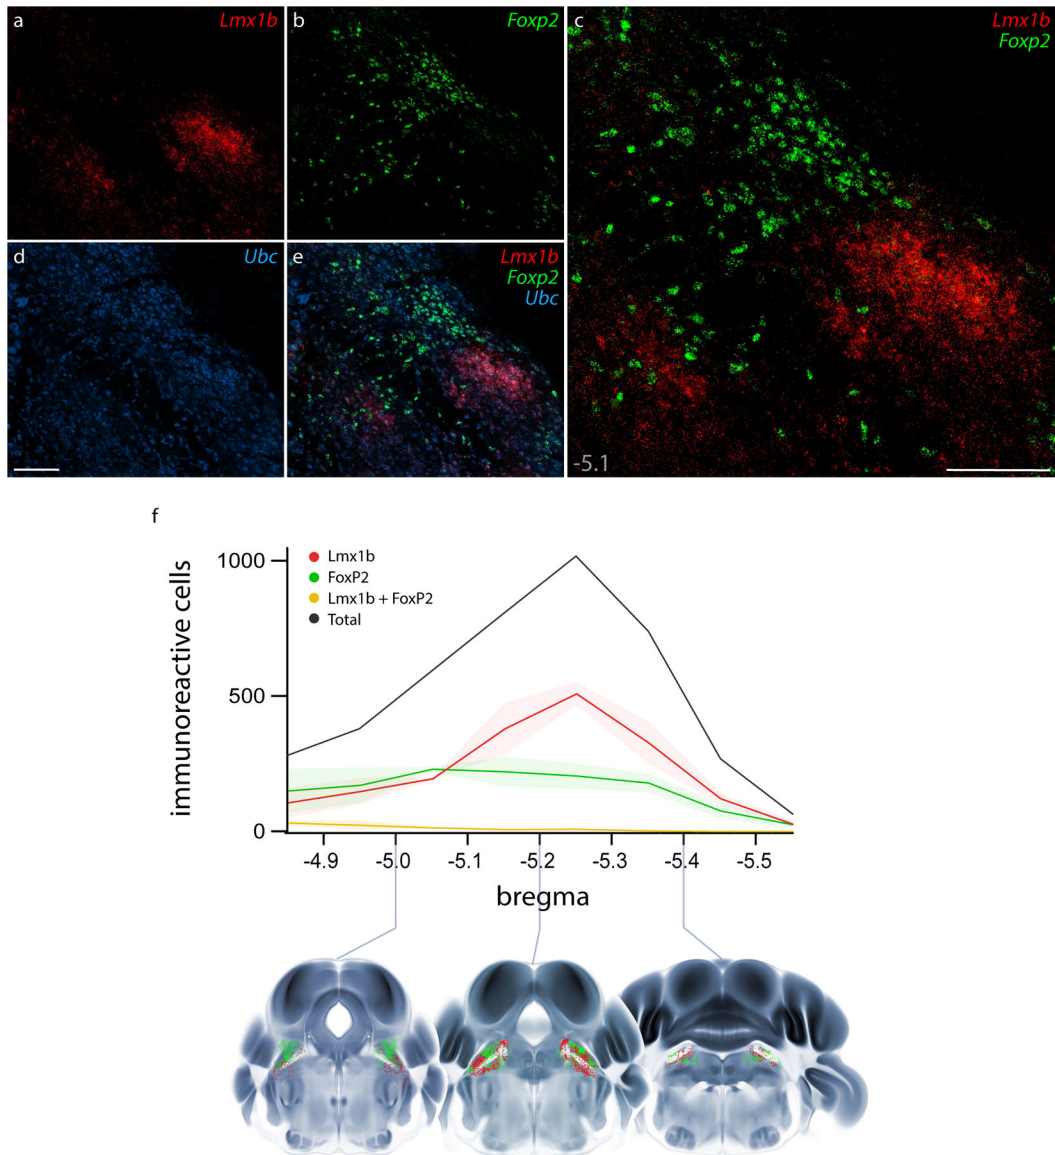 a
Lmx1b
b
Foxp2
c
Lmx1b
Foxp2
d
Ubc
e
Lmx1b
Foxp2
Ubc
-5.1
f
immunoreactive cells
1000
500
0
Lmx1b
FoxP2
Lmx1b + FoxP2
Total
-4.9 -5.0 -5.1 -5.2 -5.3 -5.4 -5.5
bregma